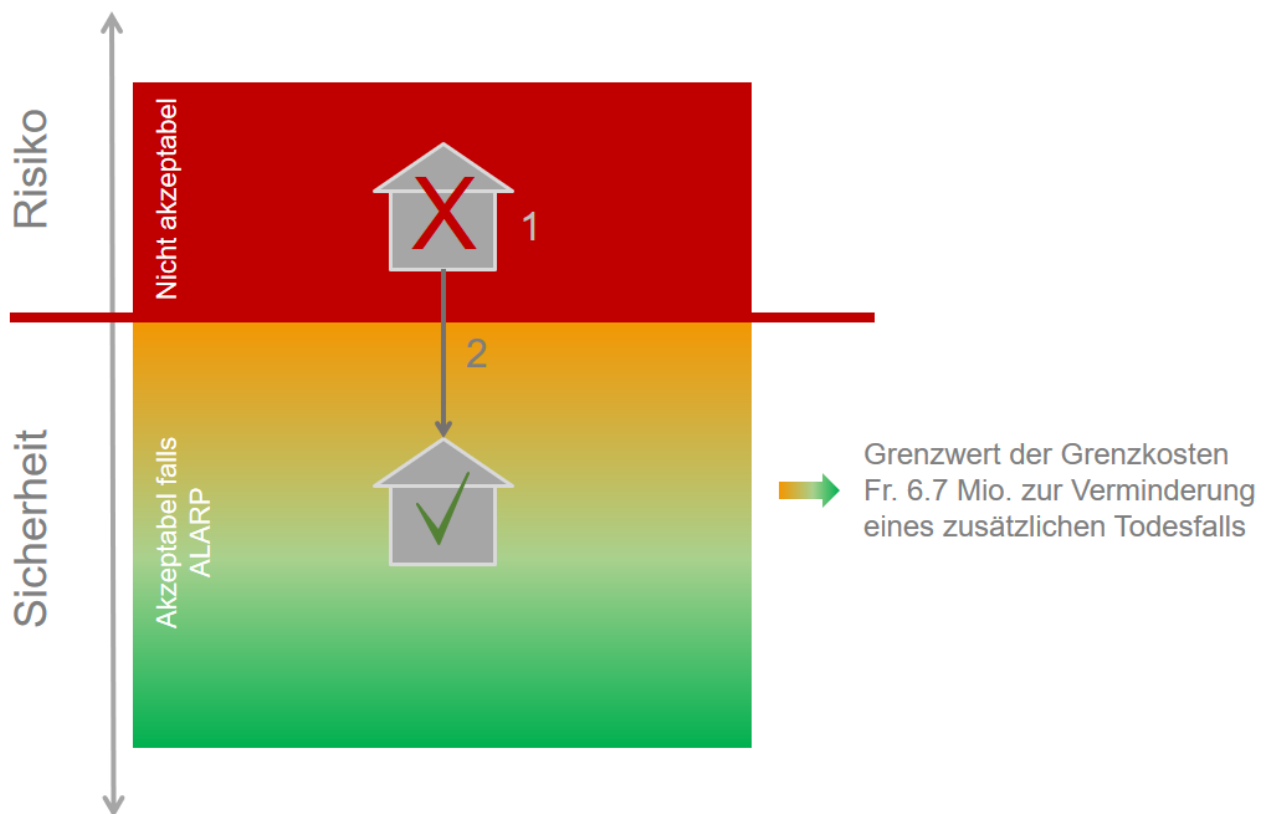 Risiko
Nicht akzeptabel
X
1
2
Sicherheit
Akzeptabel falls
ALARP
Grenzwert der Grenzkosten
Fr. 6.7 Mio. zur Verminderung
eines zusätzlichen Todesfalls